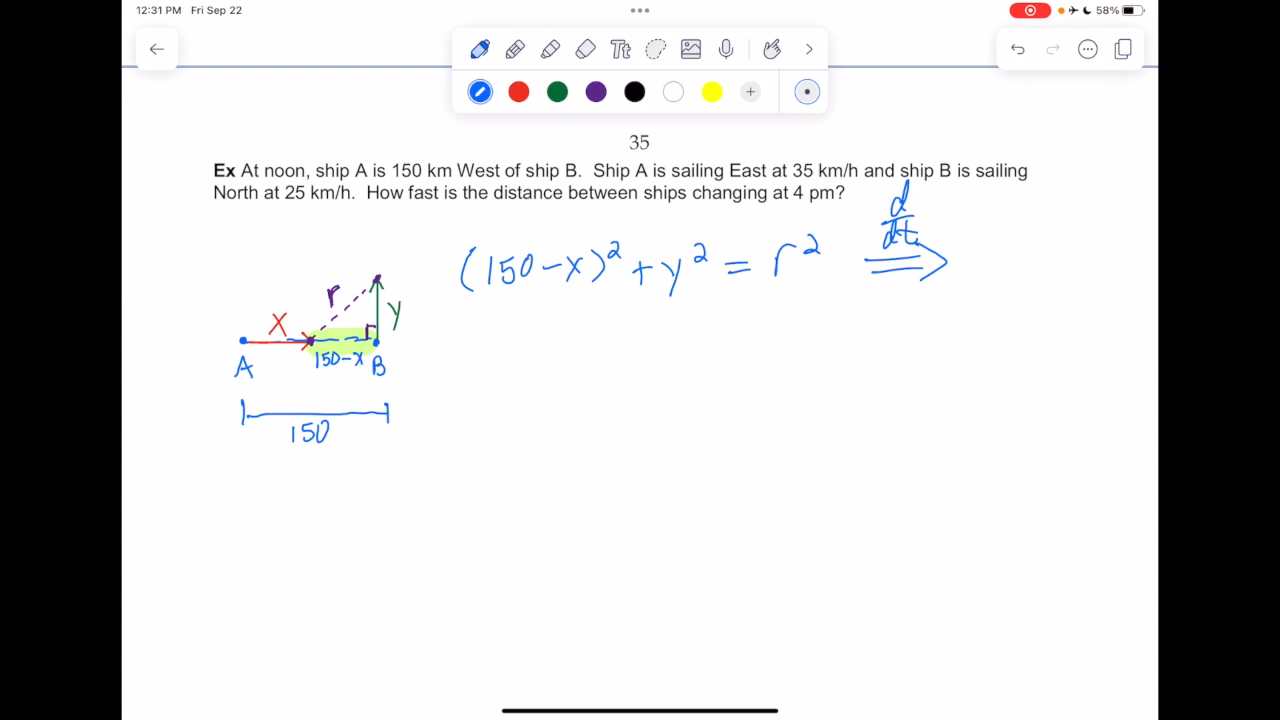 12:31 PM Fri Sep 22
58%
Tt
35
Ex At noon, ship A is 150 km West of ship B. Ship A is sailing East at 35 km/h and ship B is sailing
North at 25 km/h. How fast is the distance between ships changing at 4 pm?
d/dt
(150-x)² + y² = r²
r
x
y
150-x
A
B
150